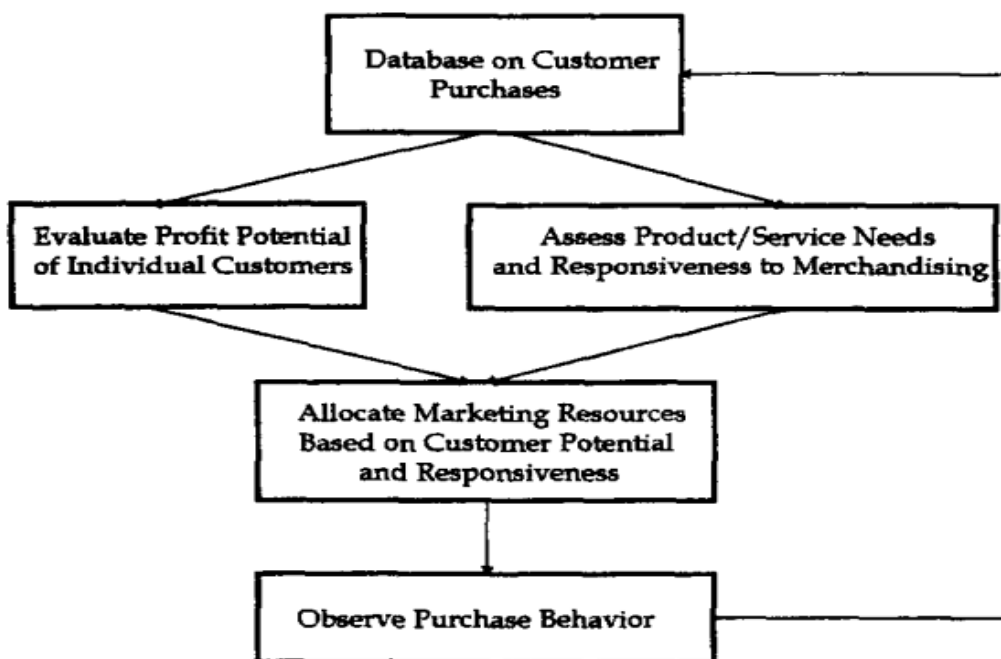 Database on Customer
Purchases
Evaluate Profit Potential
of Individual Customers
Assess Product/Service Needs
and Responsiveness to Merchandising
Allocate Marketing Resources
Based on Customer Potential
and Responsiveness
Observe Purchase Behavior